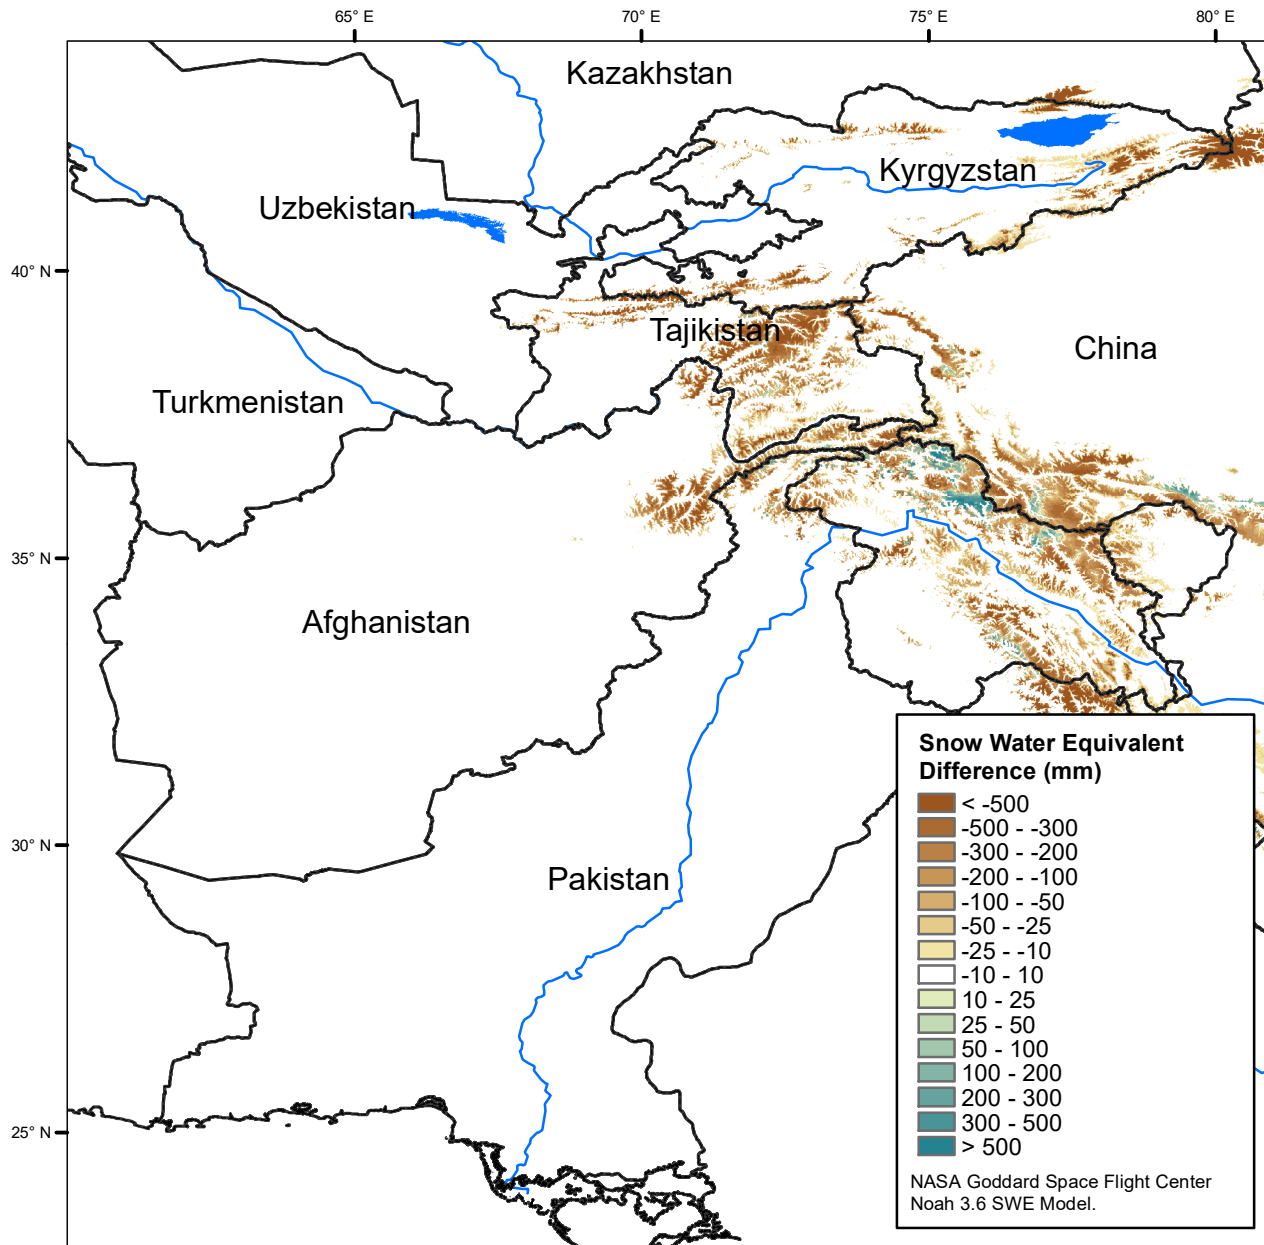 65° E
70° E
75° E
80° E
Kazakhstan
Kyrgyzstan
Uzbekistan
40° N
Tajikistan
China
Turkmenistan
35° N
Afghanistan
30° N
Pakistan
25° N
Snow Water Equivalent
Difference (mm)
< -500
-500 - -300
-300 - -200
-200 - -100
-100 - -50
-50 - -25
-25 - -10
-10 - 10
10 - 25
25 - 50
50 - 100
100 - 200
200 - 300
300 - 500
> 500
NASA Goddard Space Flight Center
Noah 3.6 SWE Model.